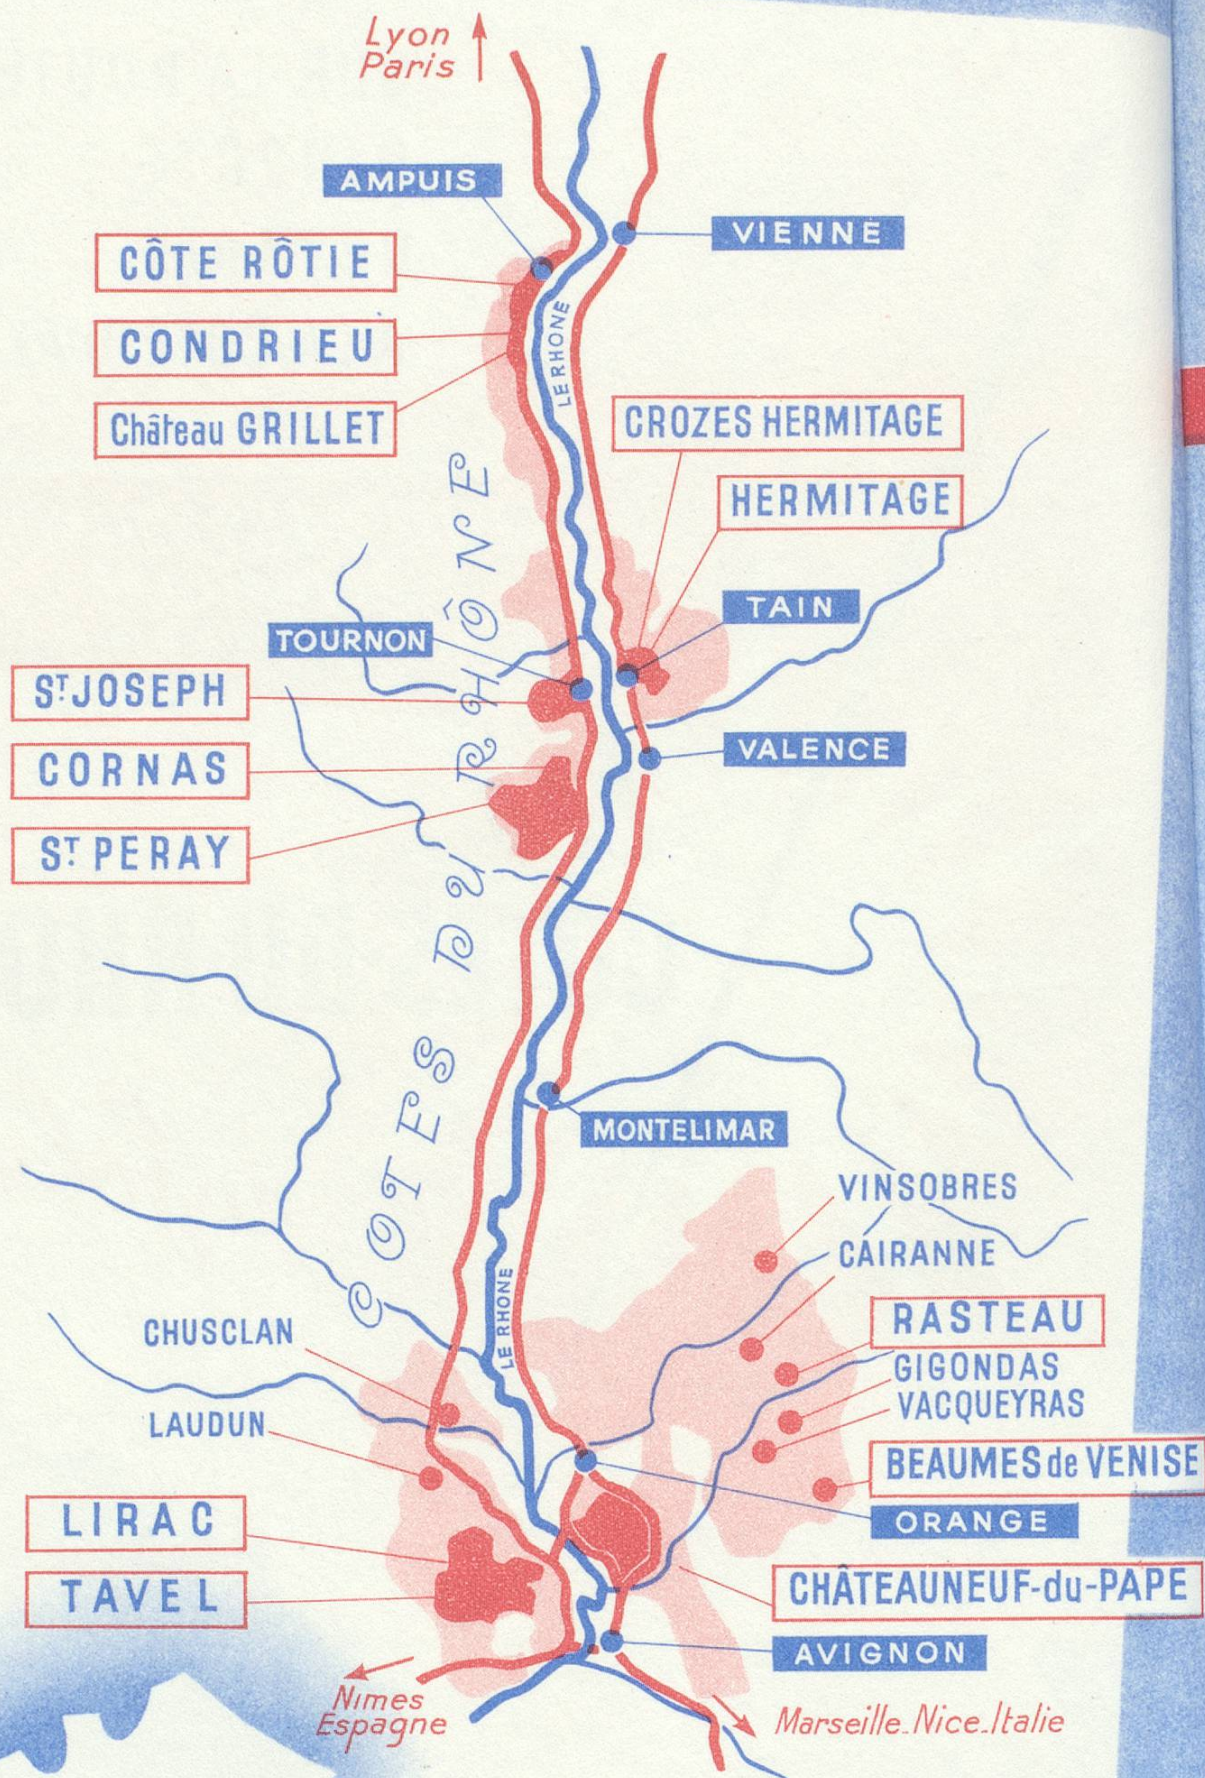 Lyon
Paris
AMPUIS
VIENNE
CÔTE RÔTIE
CONDRIEU
Château GRILLET
LE RHONE
CROZES HERMITAGE
HERMITAGE
TAIN
TOURNON
ST JOSEPH
CORNAS
ST PERAY
VALENCE
COTES DU RHÔNE
MONTELIMAR
VINSOBRES
CAIRANNE
RASTEAU
GIGONDAS
VACQUEYRAS
BEAUMES de VENISE
ORANGE
LE RHONE
CHUSCLAN
LAUDUN
LIRAC
TAVEL
CHÂTEAUNEUF-du-PAPE
AVIGNON
Nimes
Espagne
Marseille_Nice_Italie